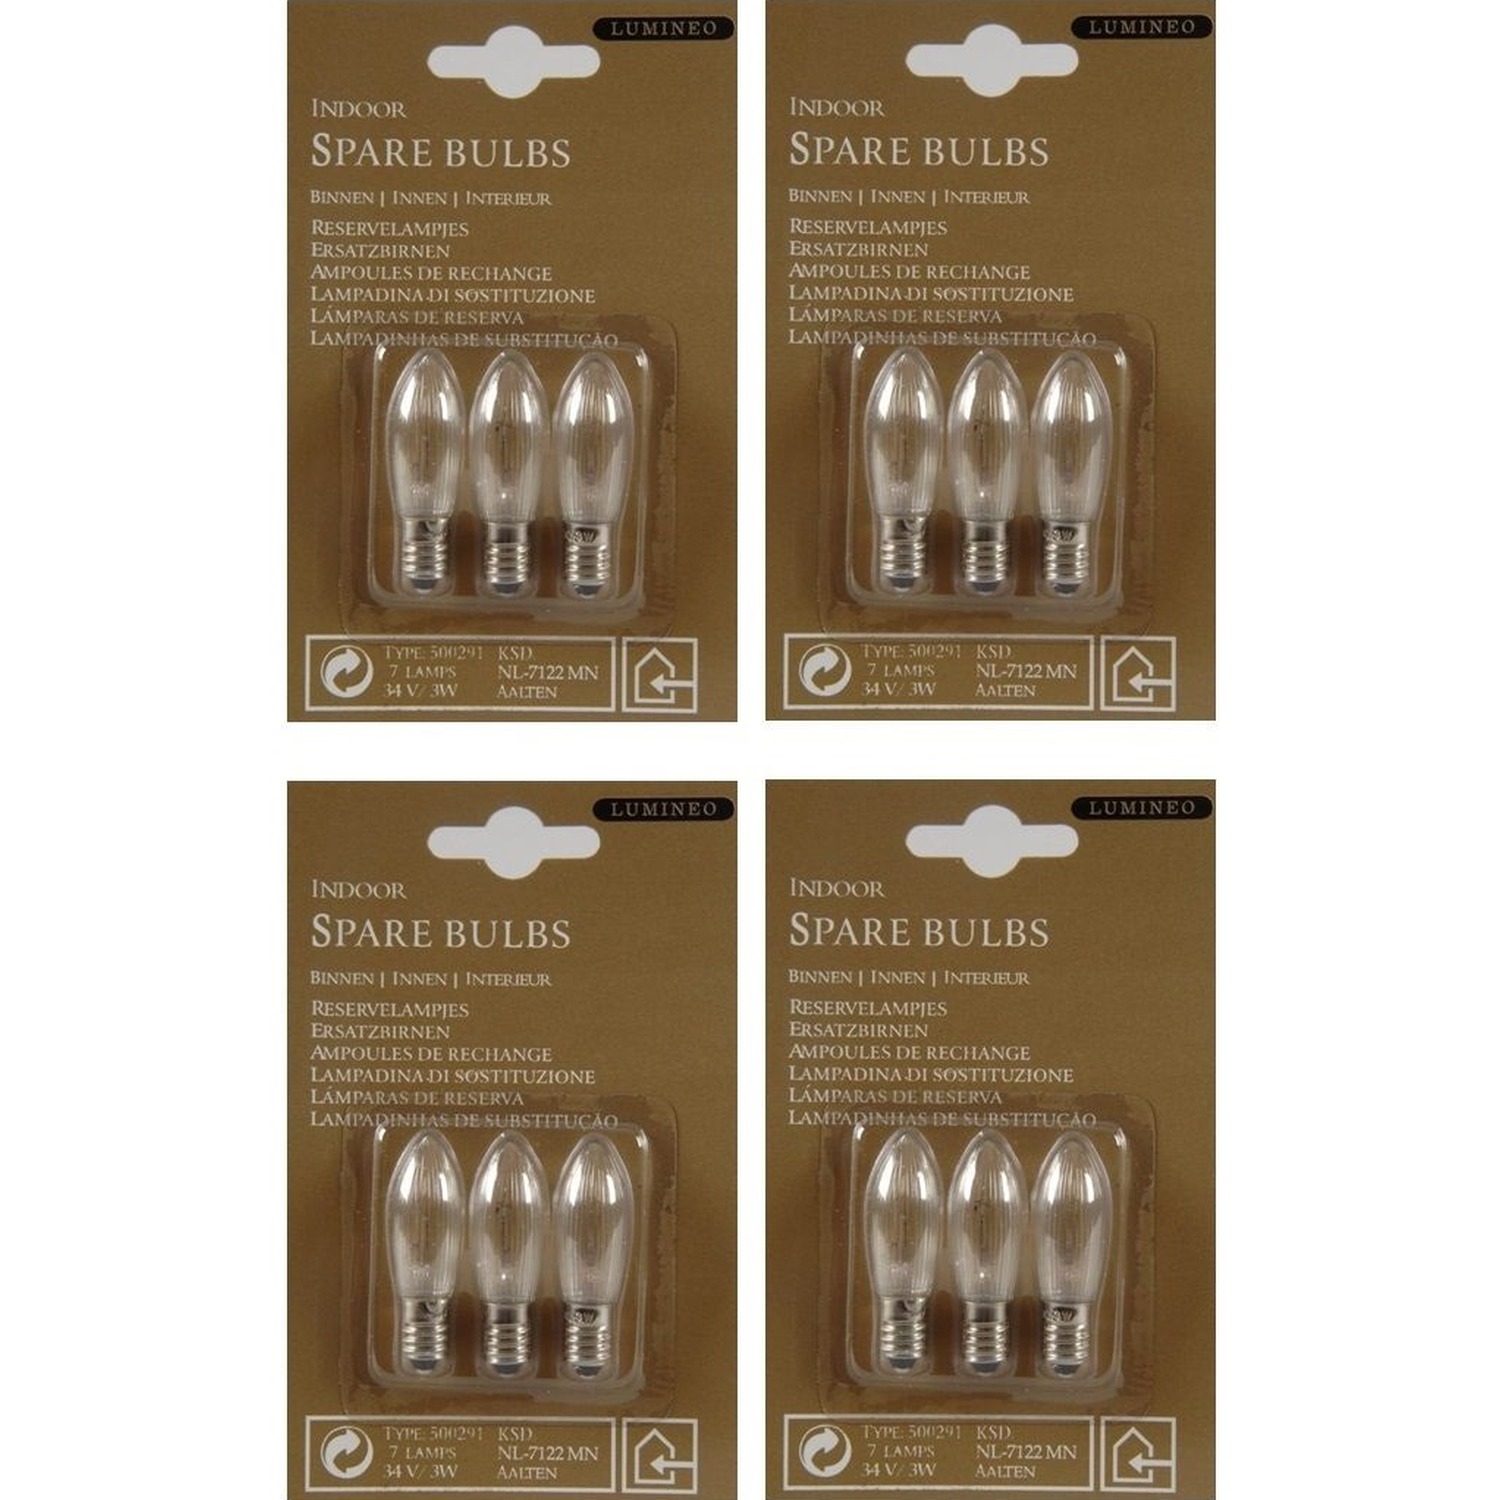 LUMINEO
INDOOR
SPARE BULBS
BINNEN | INNEN | INTERIEUR
RESERVELAMPJES
ERSATZBIRNEN
AMPOULES DE RECHANGE
LAMPADINA DI SOSTITUZIONE
LÁMPARAS DE RESERVA
LAMPADINHAS DE SUBSTITUÇÃO
TYPE: 500291 KSD
7 LAMPS NL-7122 MN
34 V/ 3W AALTEN
LUMINEO
INDOOR
SPARE BULBS
BINNEN | INNEN | INTERIEUR
RESERVELAMPJES
ERSATZBIRNEN
AMPOULES DE RECHANGE
LAMPADINA DI SOSTITUZIONE
LÁMPARAS DE RESERVA
LAMPADINHAS DE SUBSTITUÇÃO
TYPE: 500291 KSD
7 LAMPS NL-7122 MN
34 V/ 3W AALTEN
LUMINEO
INDOOR
SPARE BULBS
BINNEN | INNEN | INTERIEUR
RESERVELAMPJES
ERSATZBIRNEN
AMPOULES DE RECHANGE
LAMPADINA DI SOSTITUZIONE
LÁMPARAS DE RESERVA
LAMPADINHAS DE SUBSTITUÇÃO
TYPE: 500291 KSD
7 LAMPS NL-7122 MN
34 V/ 3W AALTEN
LUMINEO
INDOOR
SPARE BULBS
BINNEN | INNEN | INTERIEUR
RESERVELAMPJES
ERSATZBIRNEN
AMPOULES DE RECHANGE
LAMPADINA DI SOSTITUZIONE
LÁMPARAS DE RESERVA
LAMPADINHAS DE SUBSTITUÇÃO
TYPE: 500291 KSD
7 LAMPS NL-7122 MN
34 V/ 3W AALTEN